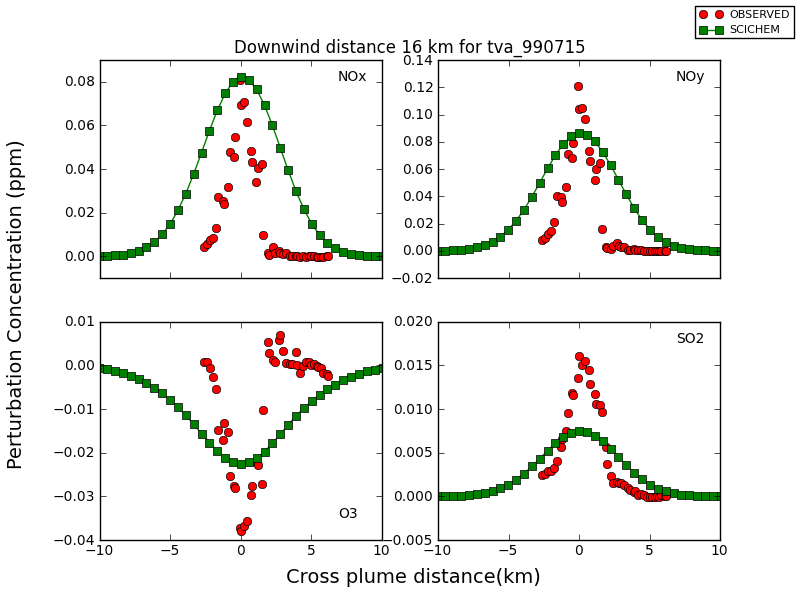 OBSERVED
SCICHEM
Downwind distance 16 km for tva_990715
Perturbation Concentration (ppm)
NOx
0.08
0.06
0.04
0.02
0.00
NOy
0.14
0.12
0.10
0.08
0.06
0.04
0.02
0.00
−0.02
O3
0.01
0.00
−0.01
−0.02
−0.03
−0.04
−10 −5 0 5 10
SO2
0.020
0.015
0.010
0.005
0.000
−0.005
−10 −5 0 5 10
Cross plume distance(km)